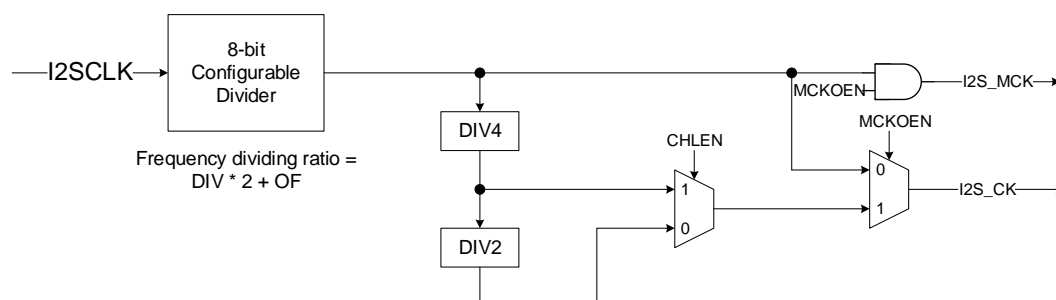 I2SCLK
8-bit
Configurable
Divider
Frequency dividing ratio =
DIV * 2 + OF
DIV4
DIV2
CHLEN
1
0
MCKOEN
I2S_MCK
MCKOEN
0
1
I2S_CK